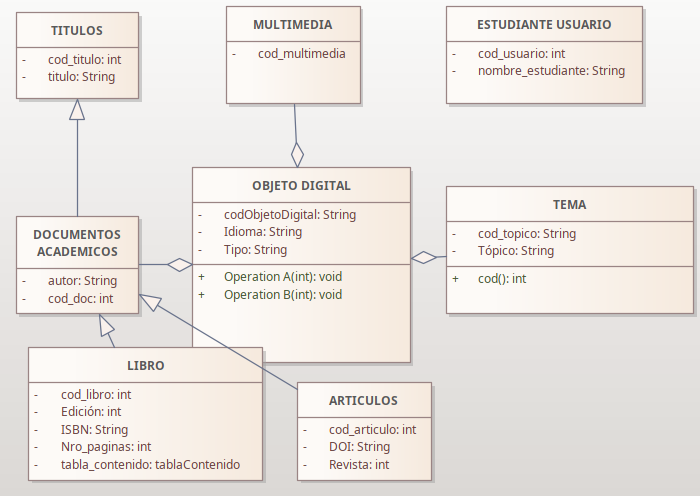 TITULOS
- cod_titulo: int
- titulo: String
MULTIMEDIA
- cod_multimedia
ESTUDIANTE USUARIO
- cod_usuario: int
- nombre_estudiante: String
OBJETO DIGITAL
- codObjetoDigital: String
- Idioma: String
- Tipo: String
+ Operation A(int): void
+ Operation B(int): void
TEMA
- cod_topico: String
- Tópico: String
+ cod(): int
DOCUMENTOS
ACADEMICOS
- autor: String
- cod_doc: int
LIBRO
- cod_libro: int
- Edición: int
- ISBN: String
- Nro_paginas: int
- tabla_contenido: tablaContenido
ARTICULOS
- cod_articulo: int
- DOI: String
- Revista: int